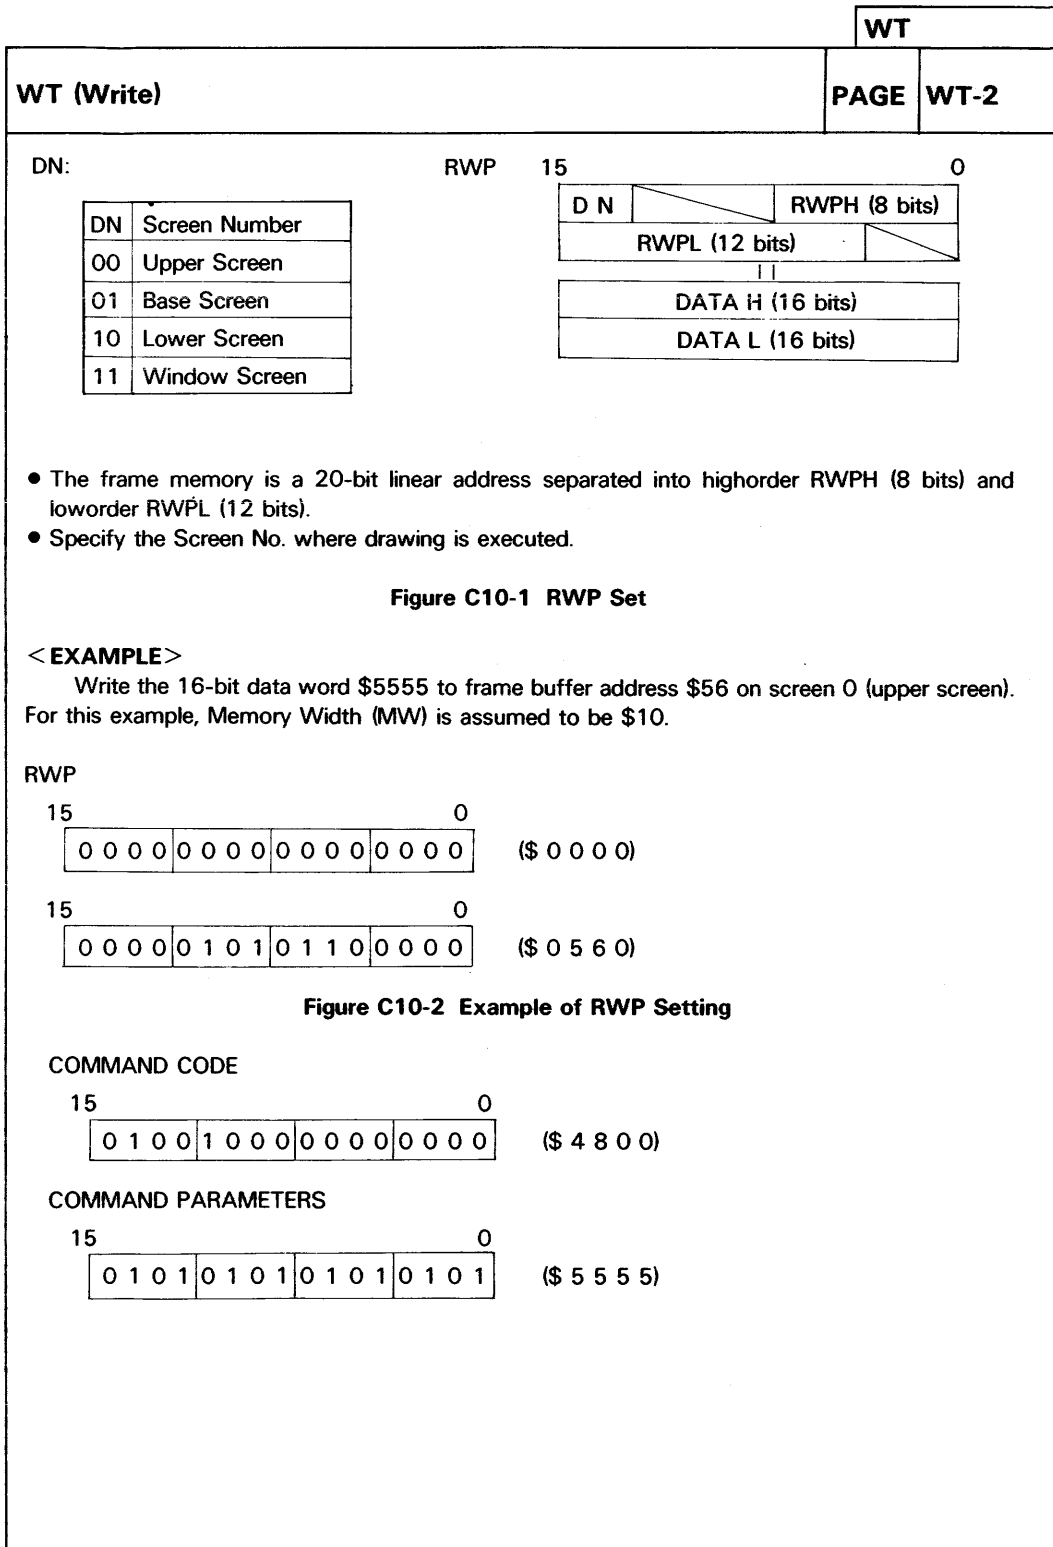 WT
WT (Write) PAGE WT-2
DN:
DN Screen Number
00 Upper Screen
01 Base Screen
10 Lower Screen
11 Window Screen
RWP 15 0
D N RWPH (8 bits)
RWPL (12 bits)
DATA H (16 bits)
DATA L (16 bits)
● The frame memory is a 20-bit linear address separated into highorder RWPH (8 bits) and
loworder RWPL (12 bits).
● Specify the Screen No. where drawing is executed.
Figure C10-1 RWP Set
<EXAMPLE>
Write the 16-bit data word $5555 to frame buffer address $56 on screen 0 (upper screen).
For this example, Memory Width (MW) is assumed to be $10.
RWP
15 0
0 0 0 0 0 0 0 0 0 0 0 0 0 0 0 0 ($ 0 0 0 0)
15 0
0 0 0 0 0 1 0 1 0 1 1 0 0 0 0 0 ($ 0 5 6 0)
Figure C10-2 Example of RWP Setting
COMMAND CODE
15 0
0 1 0 0 1 0 0 0 0 0 0 0 0 0 0 0 ($ 4 8 0 0)
COMMAND PARAMETERS
15 0
0 1 0 1 0 1 0 1 0 1 0 1 0 1 0 1 ($ 5 5 5 5)